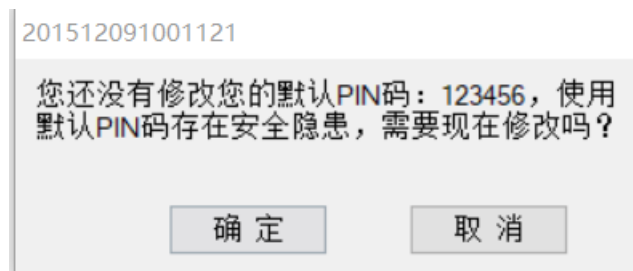 201512091001121
您还没有修改您的默认PIN码：123456，使用
默认PIN码存在安全隐患，需要现在修改吗？
确 定
取 消